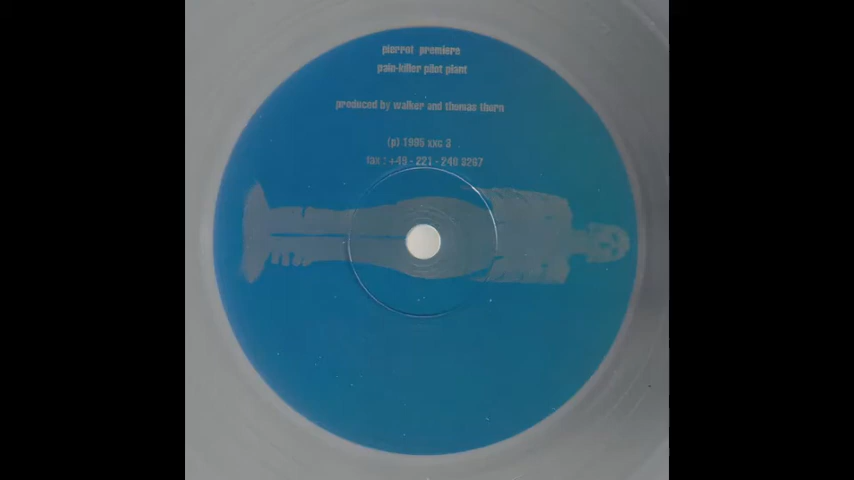 pierrot premiere
pain-killer pilot plant
produced by walker and thomas thorn
(p) 1995 xxc 3
fax : +49 - 221 - 240 3267